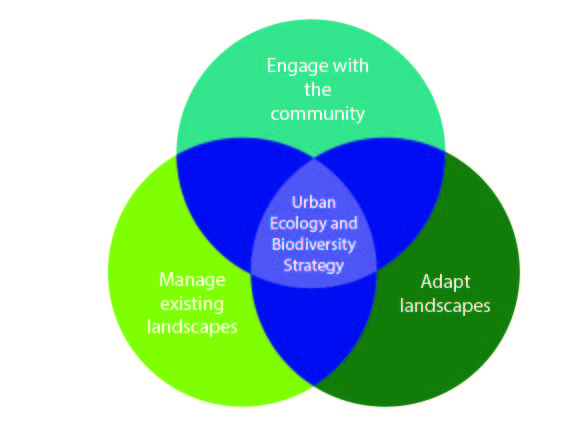 Engage with
the
community
Urban
Ecology and
Biodiversity
Strategy
Manage
existing
landscapes
Adapt
landscapes